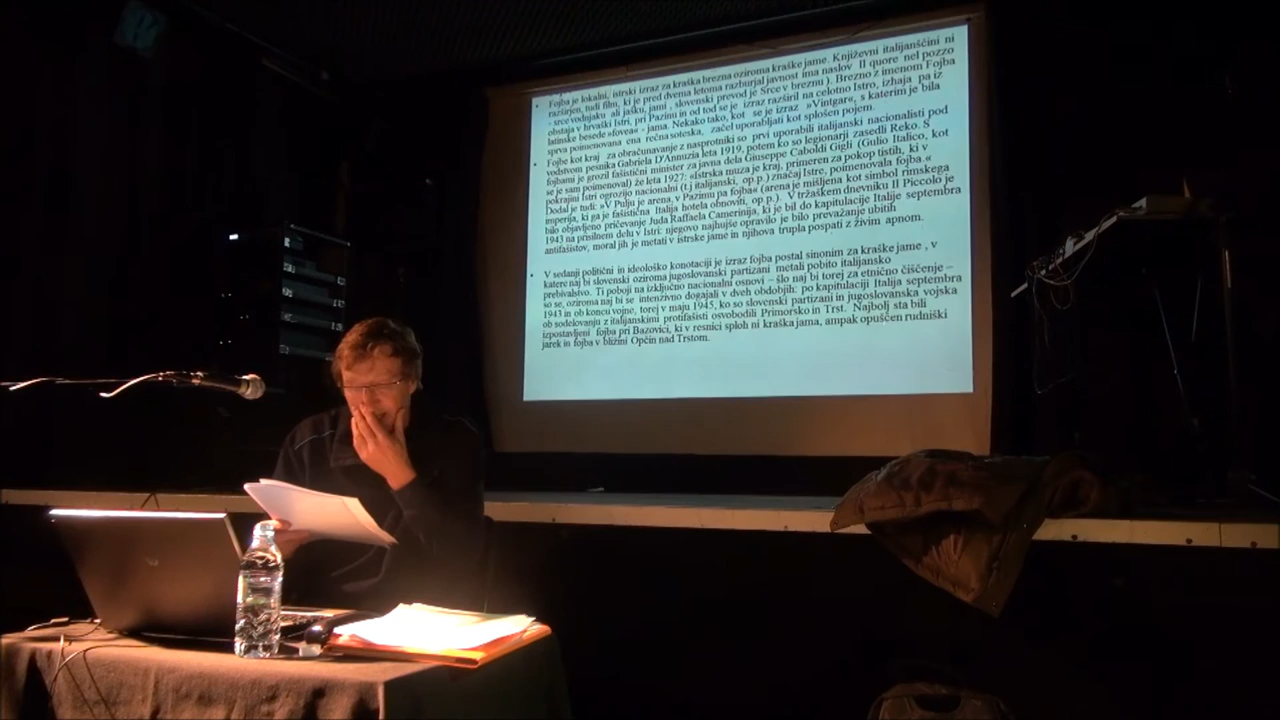 Fojba je lokalni, istrski izraz za kraška brezna oziroma kraške jame. Književni italijanščini ni
razširjen, tudi film, ki je pred dvema letoma razburjal javnost ima naslov Il quore nel pozzo
- srce vodnjaku ali jašku, jami , slovenski prevod je Srce v breznu ). Brezno z imenom Fojba
obstaja v hrvaški Istri, pri Pazinu in od tod se je izraz razširil na celotno Istro, izhaja pa iz
latinske besede »fovea« - jama. Nekako tako, kot se je izraz »Vintgar«, s katerim je bila
sprva poimenovana ena rečna soteska, začel uporabljati kot splošen pojem.
Fojbe kot kraj za obračunavanje z nasprotniki so prvi uporabili italijanski nacionalisti pod
vodstvom pesnika Gabriela D'Annuzia leta 1919, potem ko so legionarji zasedli Reko. S
fojbami je grozil fašistični minister za javna dela Giuseppe Caboldi Gigli (Gulio Italico, kot
se je sam poimenoval) že leta 1927: »Istrska muza je kraj, primeren za pokop tistih, ki v
pokrajini Istri ogrozijo nacionalni (t.j italijanski, op p.) značaj Istre, poimenovala fojba.«
Dodal je tudi: »V Pulju je arena, v Pazinu pa fojba« (arena je mišljena kot simbol rimskega
imperija, ki ga je fašistična Italija hotela obnoviti, op p.). V tržaškem dnevniku Il Piccolo je
bilo objavljeno pričevanje Juda Raffaela Camerinija, ki je bil do kapitulacije Italije septembra
1943 na prisilnem delu v Istri: njegovo najhujše opravilo je bilo prevažanje ubitih
antifašistov, moral jih je metati v istrske jame in njihova trupla pospati z živim apnom.
V sedanji politični in ideološko konotaciji je izraz fojba postal sinonim za kraške jame , v
katere naj bi slovenski oziroma jugoslovanski partizani metali pobito italijansko
prebivalstvo. Ti poboji na izključno nacionalni osnovi – šlo naj bi torej za etnično čiščenje –
so se, oziroma naj bi se intenzivno dogajali v dveh obdobjih: po kapitulaciji Italija septembra
1943 in ob koncu vojne, torej v maju 1945, ko so slovenski partizani in jugoslovanska vojska
ob sodelovanju z italijanskimi protifašisti osvobodili Primorsko in Trst. Najbolj sta bili
izpostavljeni fojba pri Bazovici, ki v resnici sploh ni kraška jama, ampak opuščen rudniški
jarek in fojba v bližini Opčin nad Trstom.